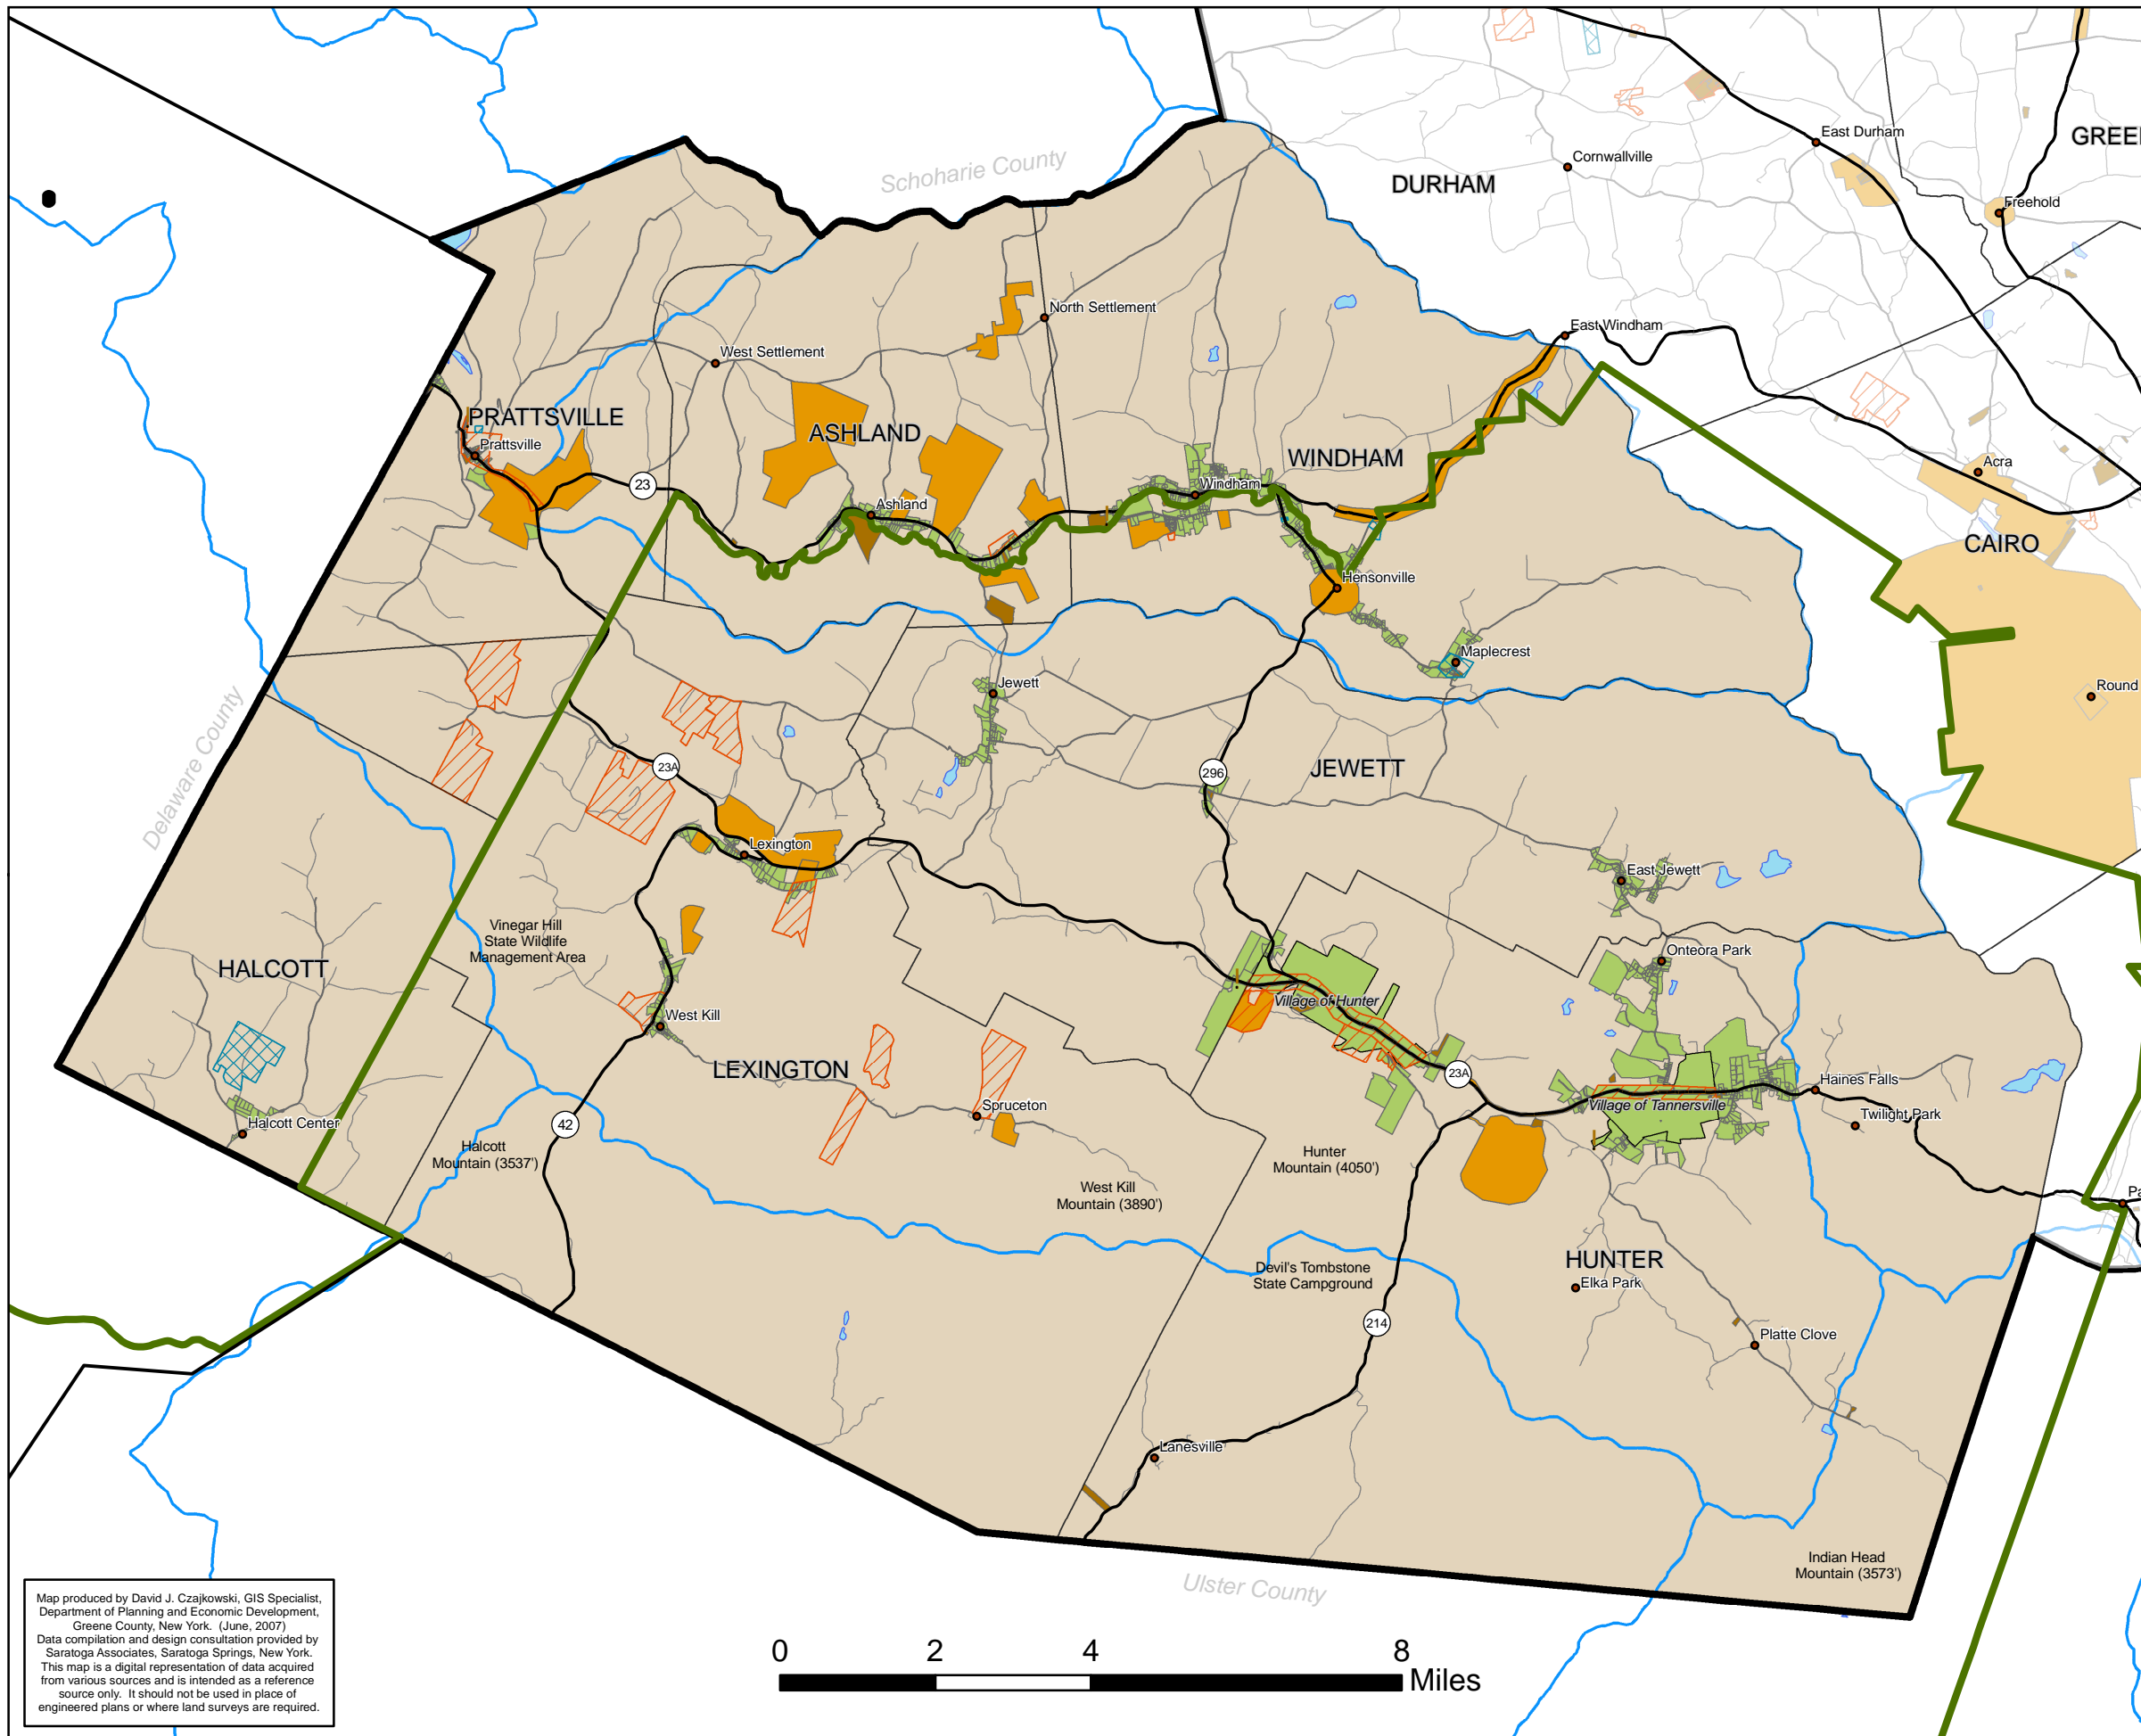 Schoharie County
East Durham
GREE
Cornwallville
DURHAM
Freehold
North Settlement
East Windham
West Settlement
PRATTSVILLE
ASHLAND
Prattsville
WINDHAM
Acra
23
Windham
Ashland
CAIRO
Hensonville
Maplecrest
Jewett
Round
Delaware County
23A
296
JEWETT
Lexington
East Jewett
Vinegar Hill
State Wildlife
Management Area
Onteora Park
HALCOTT
Village of Hunter
West Kill
LEXINGTON
23A
Haines Falls
Spruceton
Village of Tannersville
Twilight Park
Halcott Center
42
Halcott
Mountain (3537')
Hunter
Mountain (4050')
West Kill
Mountain (3890')
Pa
HUNTER
Devil's Tombstone
State Campground
Elka Park
214
Platte Clove
Lanesville
Indian Head
Mountain (3573')
Ulster County
Map produced by David J. Czajkowski, GIS Specialist,
Department of Planning and Economic Development,
Greene County, New York. (June, 2007)
Data compilation and design consultation provided by
Saratoga Associates, Saratoga Springs, New York.
This map is a digital representation of data acquired
from various sources and is intended as a reference
source only. It should not be used in place of
engineered plans or where land surveys are required.
0 2 4 8
Miles